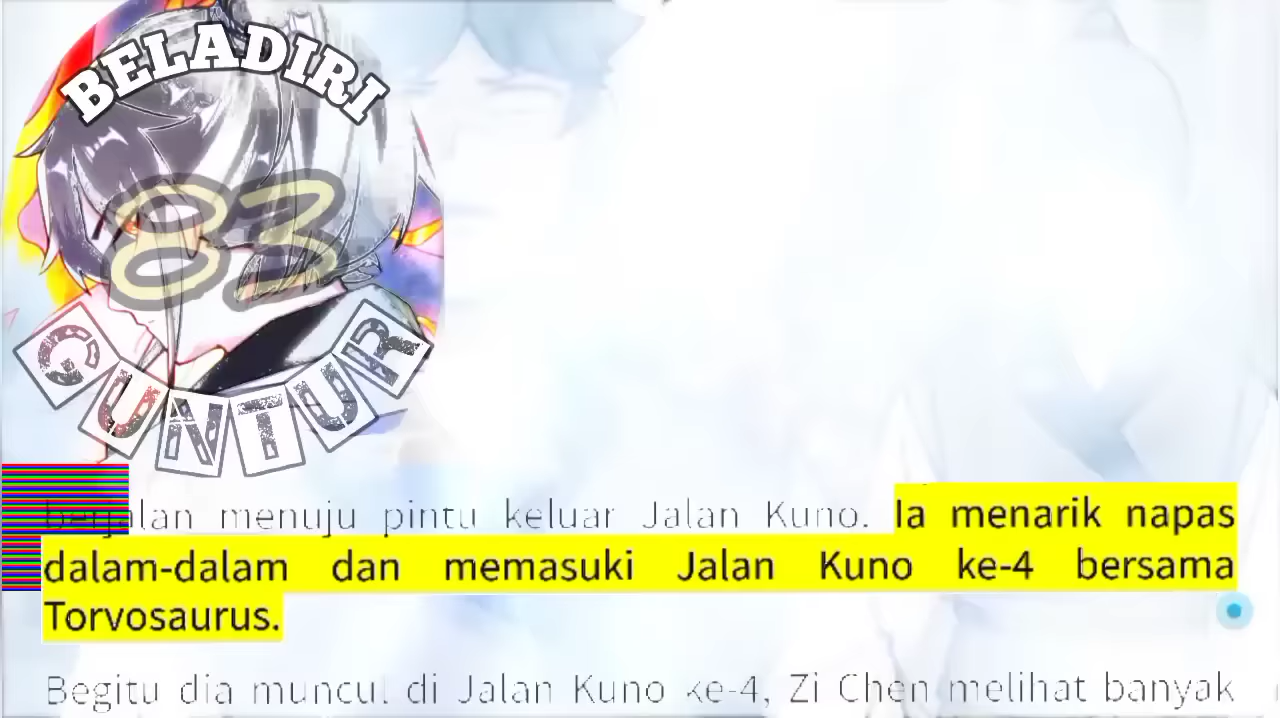 BELADIRI
83
GUNTUR
berjalan menuju pintu keluar Jalan Kuno. Ia menarik napas
dalam-dalam dan memasuki Jalan Kuno ke-4 bersama
Torvosaurus.
Begitu dia muncul di Jalan Kuno ke-4, Zi Chen melihat banyak